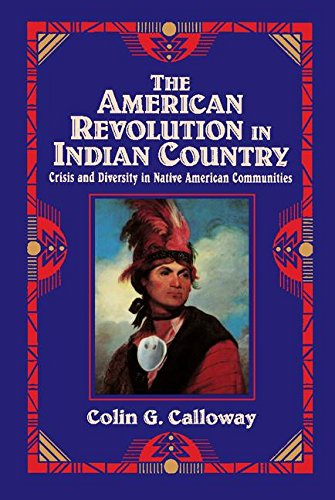 THE
AMERICAN
REVOLUTION IN
INDIAN COUNTRY
Crisis and Diversity in Native American Communities
Colin G. Calloway